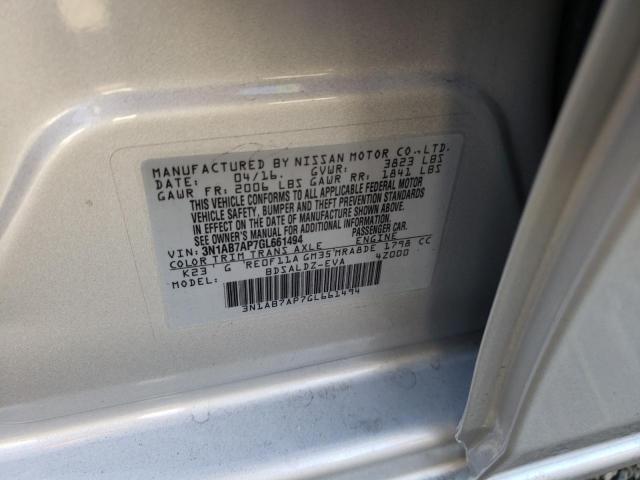 MANUFACTURED BY NISSAN MOTOR CO.,LTD.
DATE: 04/16. GVWR: 3823 LBS
GAWR FR: 2006 LBS GAWR RR: 1841 LBS
THIS VEHICLE CONFORMS TO ALL APPLICABLE FEDERAL MOTOR
VEHICLE SAFETY, BUMPER AND THEFT PREVENTION STANDARDS
IN EFFECT ON THE DATE OF MANUFACTURE SHOWN ABOVE.
SEE OWNER'S MANUAL FOR ADDITIONAL INFORMATION.
VIN: 3N1AB7AP7GL661494
COLOR TRIM TRANS AXLE ENGINE
K23 G RE0F11A GM35 MRA8DE 1798 CC
MODEL: BDSALDZ-EVA 4Z000
3N1AB7AP7GL661494